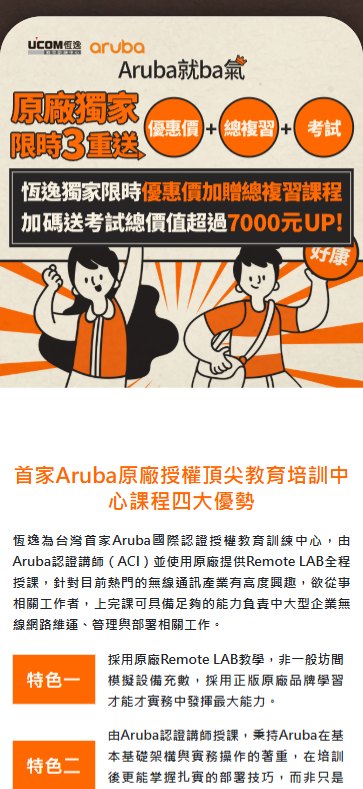 UCOM恆逸 aruba
Aruba就ba氣
原廠獨家
限時3重送
優惠價+總複習+考試
恆逸獨家限時優惠價加贈總複習課程
加碼送考試總價值超過7000元UP!
好康
首家Aruba原廠授權頂尖教育培訓中
心課程四大優勢
恆逸為台灣首家Aruba國際認證授權教育訓練中心，由
Aruba認證講師（ACI）並使用原廠提供Remote LAB全程
授課，針對目前熱門的無線通訊產業有高度興趣，欲從事
相關工作者，上完課可具備足夠的能力負責中大型企業無
線網路維運、管理與部署相關工作。
特色一
採用原廠Remote LAB教學，非一般坊間
模擬設備充數，採用正版原廠品牌學習
才能才實務中發揮最大能力。
特色二
由Aruba認證講師授課，秉持Aruba在基
本基礎架構與實務操作的著重，在培訓
後更能掌握扎實的部署技巧，而非只是